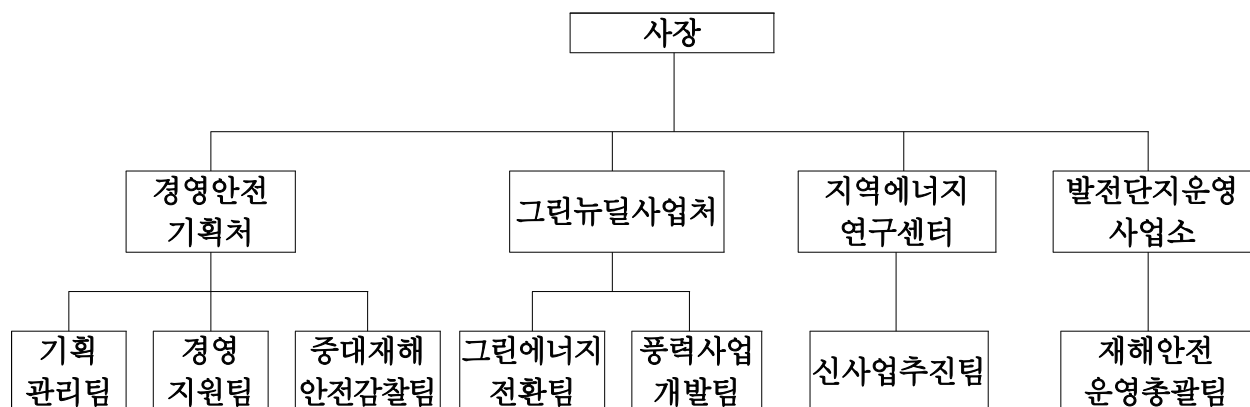 사장
경영안전
기획처
그린뉴딜사업처
지역에너지
연구센터
발전단지운영
사업소
기획
관리팀
경영
지원팀
중대재해
안전감찰팀
그린에너지
전환팀
풍력사업
개발팀
신사업추진팀
재해안전
운영총괄팀